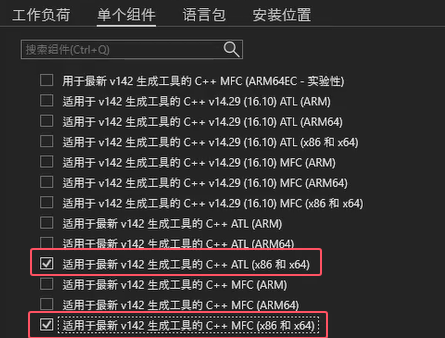 工作负荷 单个组件 语言包 安装位置
搜索组件(Ctrl+Q)
用于最新 v142 生成工具的 C++ MFC (ARM64EC - 实验性)
适用于 v142 生成工具的 C++ v14.29 (16.10) ATL (ARM)
适用于 v142 生成工具的 C++ v14.29 (16.10) ATL (ARM64)
适用于 v142 生成工具的 C++ v14.29 (16.10) ATL (x86 和 x64)
适用于 v142 生成工具的 C++ v14.29 (16.10) MFC (ARM)
适用于 v142 生成工具的 C++ v14.29 (16.10) MFC (ARM64)
适用于 v142 生成工具的 C++ v14.29 (16.10) MFC (x86 和 x64)
适用于最新 v142 生成工具的 C++ ATL (ARM)
适用于最新 v142 生成工具的 C++ ATL (ARM64)
适用于最新 v142 生成工具的 C++ ATL (x86 和 x64)
适用于最新 v142 生成工具的 C++ MFC (ARM)
适用于最新 v142 生成工具的 C++ MFC (ARM64)
适用于最新 v142 生成工具的 C++ MFC (x86 和 x64)